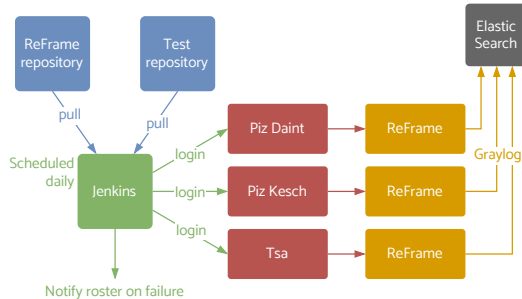 ReFrame
repository
Test
repository
Elastic
Search
pull
pull
Scheduled
daily
Jenkins
login
login
login
Piz Daint
ReFrame
Graylog
Piz Kesch
ReFrame
Tsa
ReFrame
Notify roster on failure